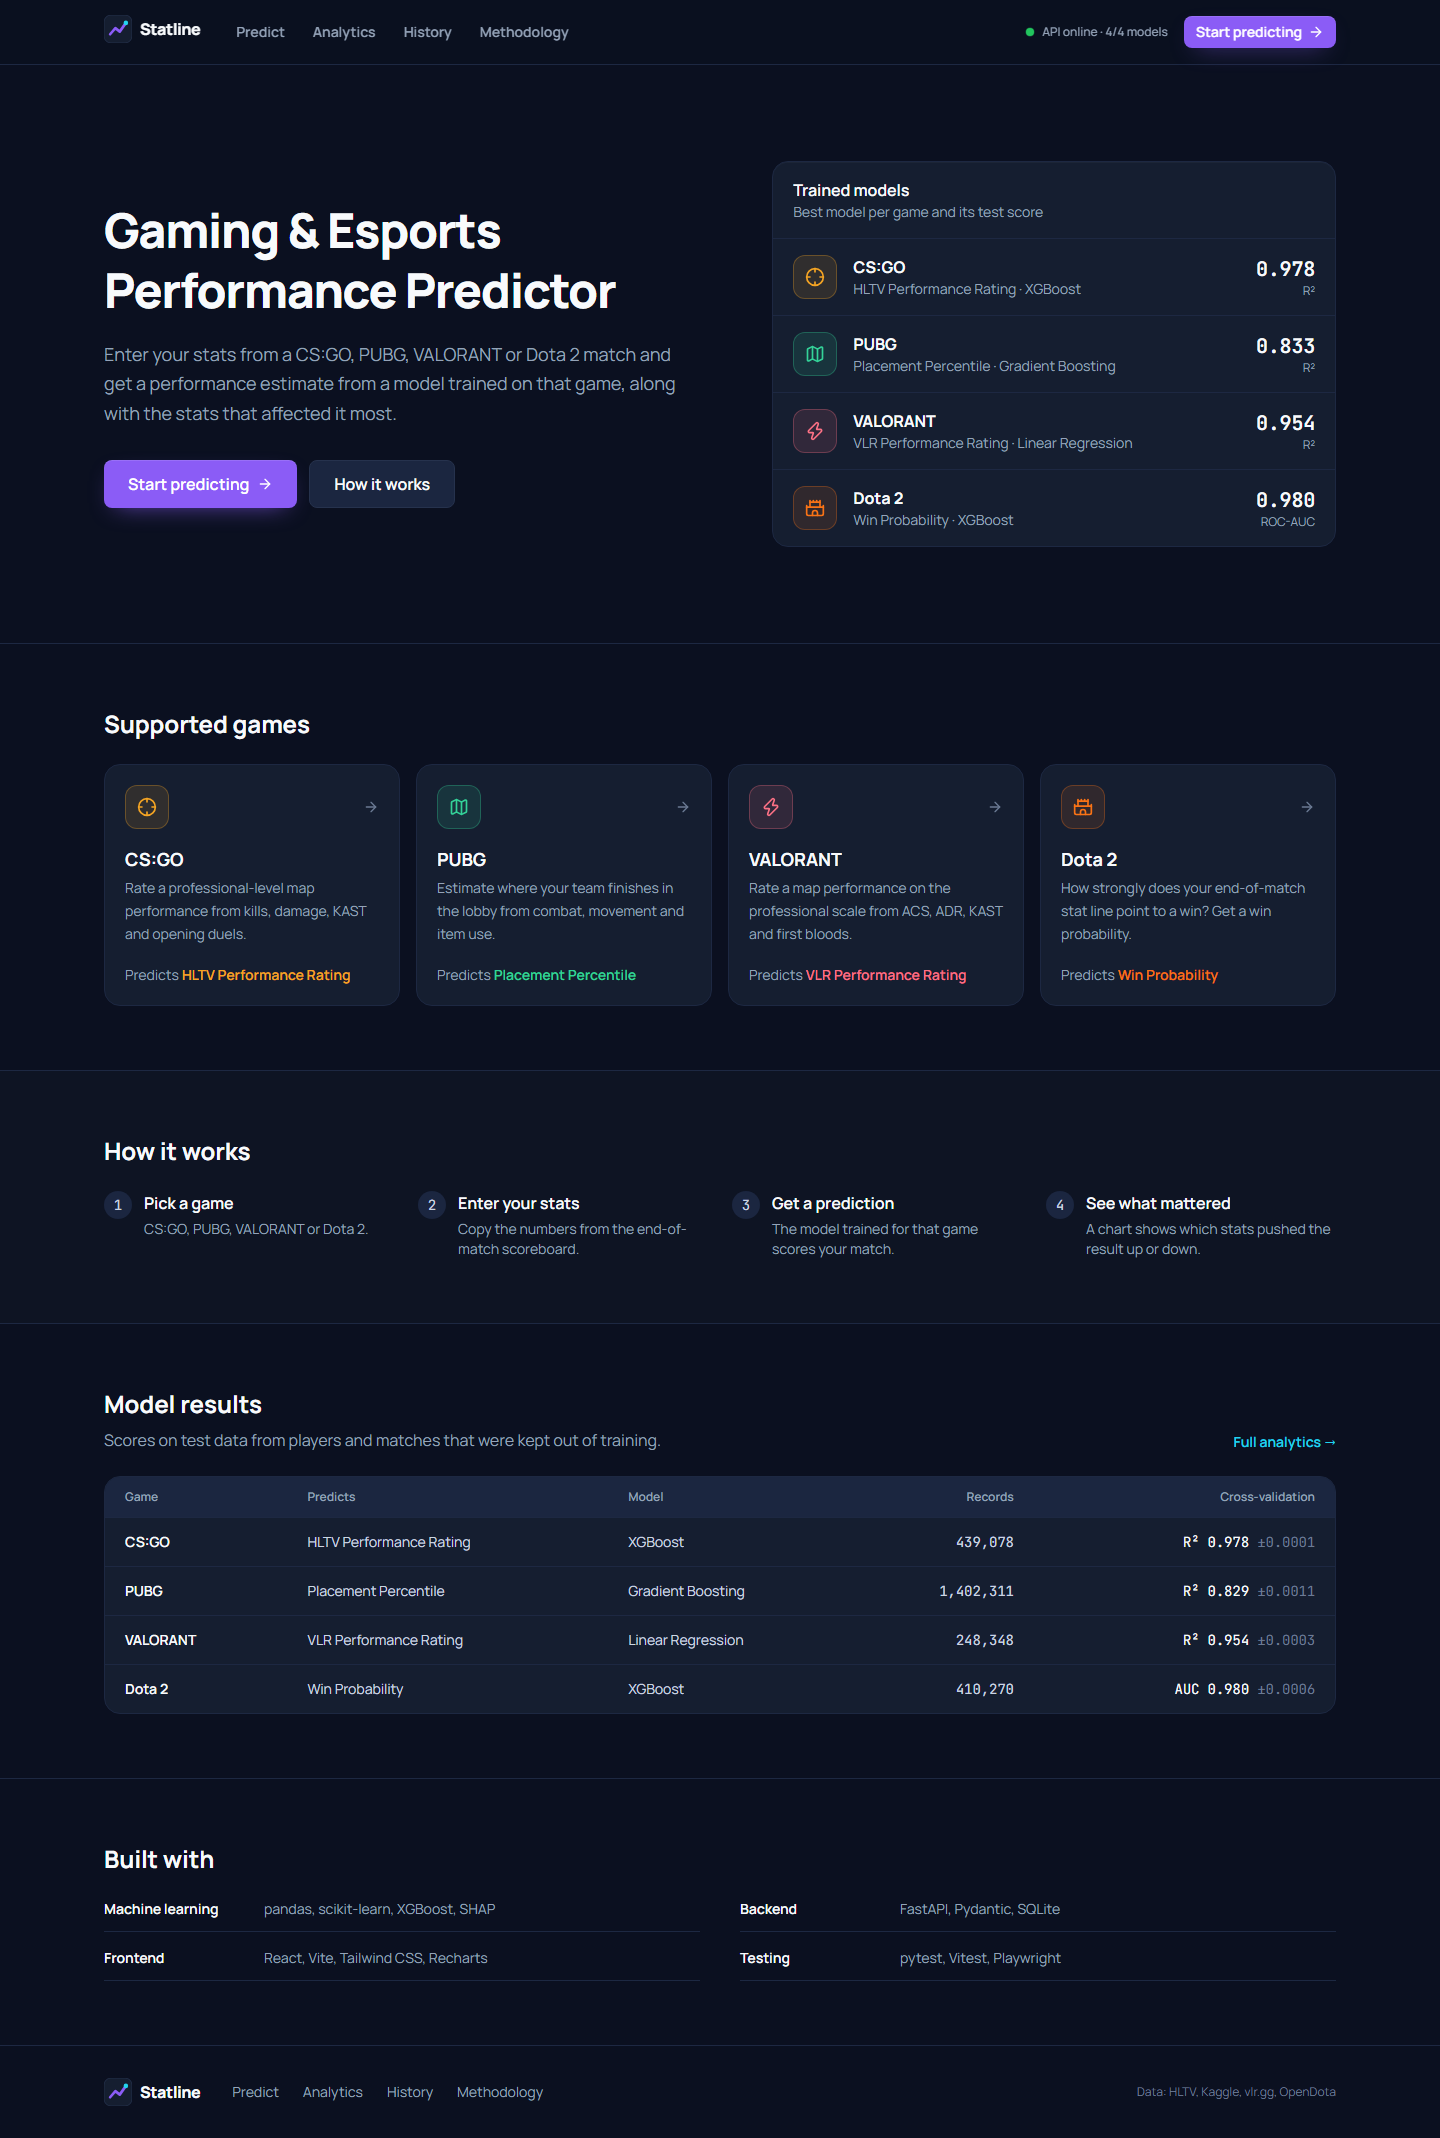 Statline
Predict
Analytics
History
Methodology
API online · 4/4 models
Start predicting →
Gaming & Esports
Performance Predictor
Enter your stats from a CS:GO, PUBG, VALORANT or Dota 2 match and
get a performance estimate from a model trained on that game, along
with the stats that affected it most.
Start predicting →
How it works
Trained models
Best model per game and its test score
CS:GO
HLTV Performance Rating · XGBoost
0.978
R²
PUBG
Placement Percentile · Gradient Boosting
0.833
R²
VALORANT
VLR Performance Rating · Linear Regression
0.954
R²
Dota 2
Win Probability · XGBoost
0.980
ROC-AUC
Supported games
CS:GO
Rate a professional-level map
performance from kills, damage, KAST
and opening duels.
Predicts HLTV Performance Rating
PUBG
Estimate where your team finishes in
the lobby from combat, movement and
item use.
Predicts Placement Percentile
VALORANT
Rate a map performance on the
professional scale from ACS, ADR, KAST
and first bloods.
Predicts VLR Performance Rating
Dota 2
How strongly does your end-of-match
stat line point to a win? Get a win
probability.
Predicts Win Probability
How it works
1 Pick a game
CS:GO, PUBG, VALORANT or Dota 2.
2 Enter your stats
Copy the numbers from the end-of-
match scoreboard.
3 Get a prediction
The model trained for that game
scores your match.
4 See what mattered
A chart shows which stats pushed the
result up or down.
Model results
Scores on test data from players and matches that were kept out of training.
Full analytics →
Game Predicts Model Records Cross-validation
CS:GO HLTV Performance Rating XGBoost 439,078 R² 0.978 ±0.0001
PUBG Placement Percentile Gradient Boosting 1,402,311 R² 0.829 ±0.0011
VALORANT VLR Performance Rating Linear Regression 248,348 R² 0.954 ±0.0003
Dota 2 Win Probability XGBoost 410,270 AUC 0.980 ±0.0006
Built with
Machine learning pandas, scikit-learn, XGBoost, SHAP
Backend FastAPI, Pydantic, SQLite
Frontend React, Vite, Tailwind CSS, Recharts
Testing pytest, Vitest, Playwright
Statline
Predict
Analytics
History
Methodology
Data: HLTV, Kaggle, vlr.gg, OpenDota